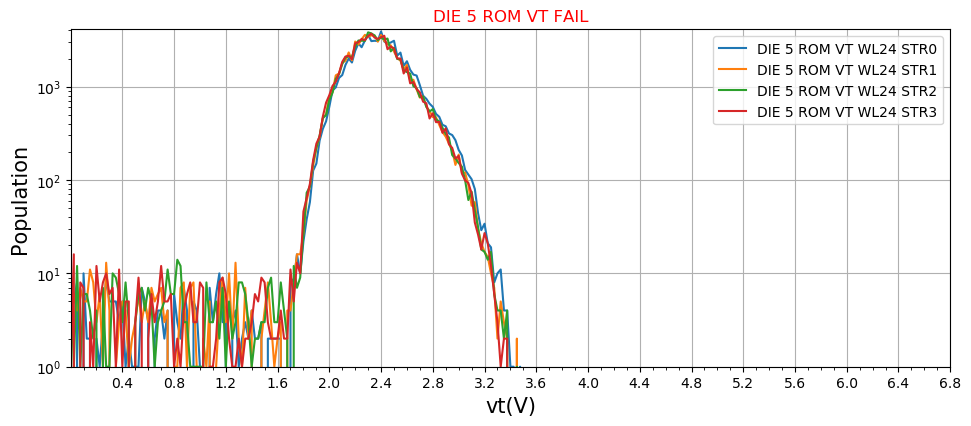 DIE 5 ROM VT FAIL
DIE 5 ROM VT WL24 STR0
DIE 5 ROM VT WL24 STR1
DIE 5 ROM VT WL24 STR2
DIE 5 ROM VT WL24 STR3
Population
10³
10²
10¹
10⁰
0.4 0.8 1.2 1.6 2.0 2.4 2.8 3.2 3.6 4.0 4.4 4.8 5.2 5.6 6.0 6.4 6.8
vt(V)